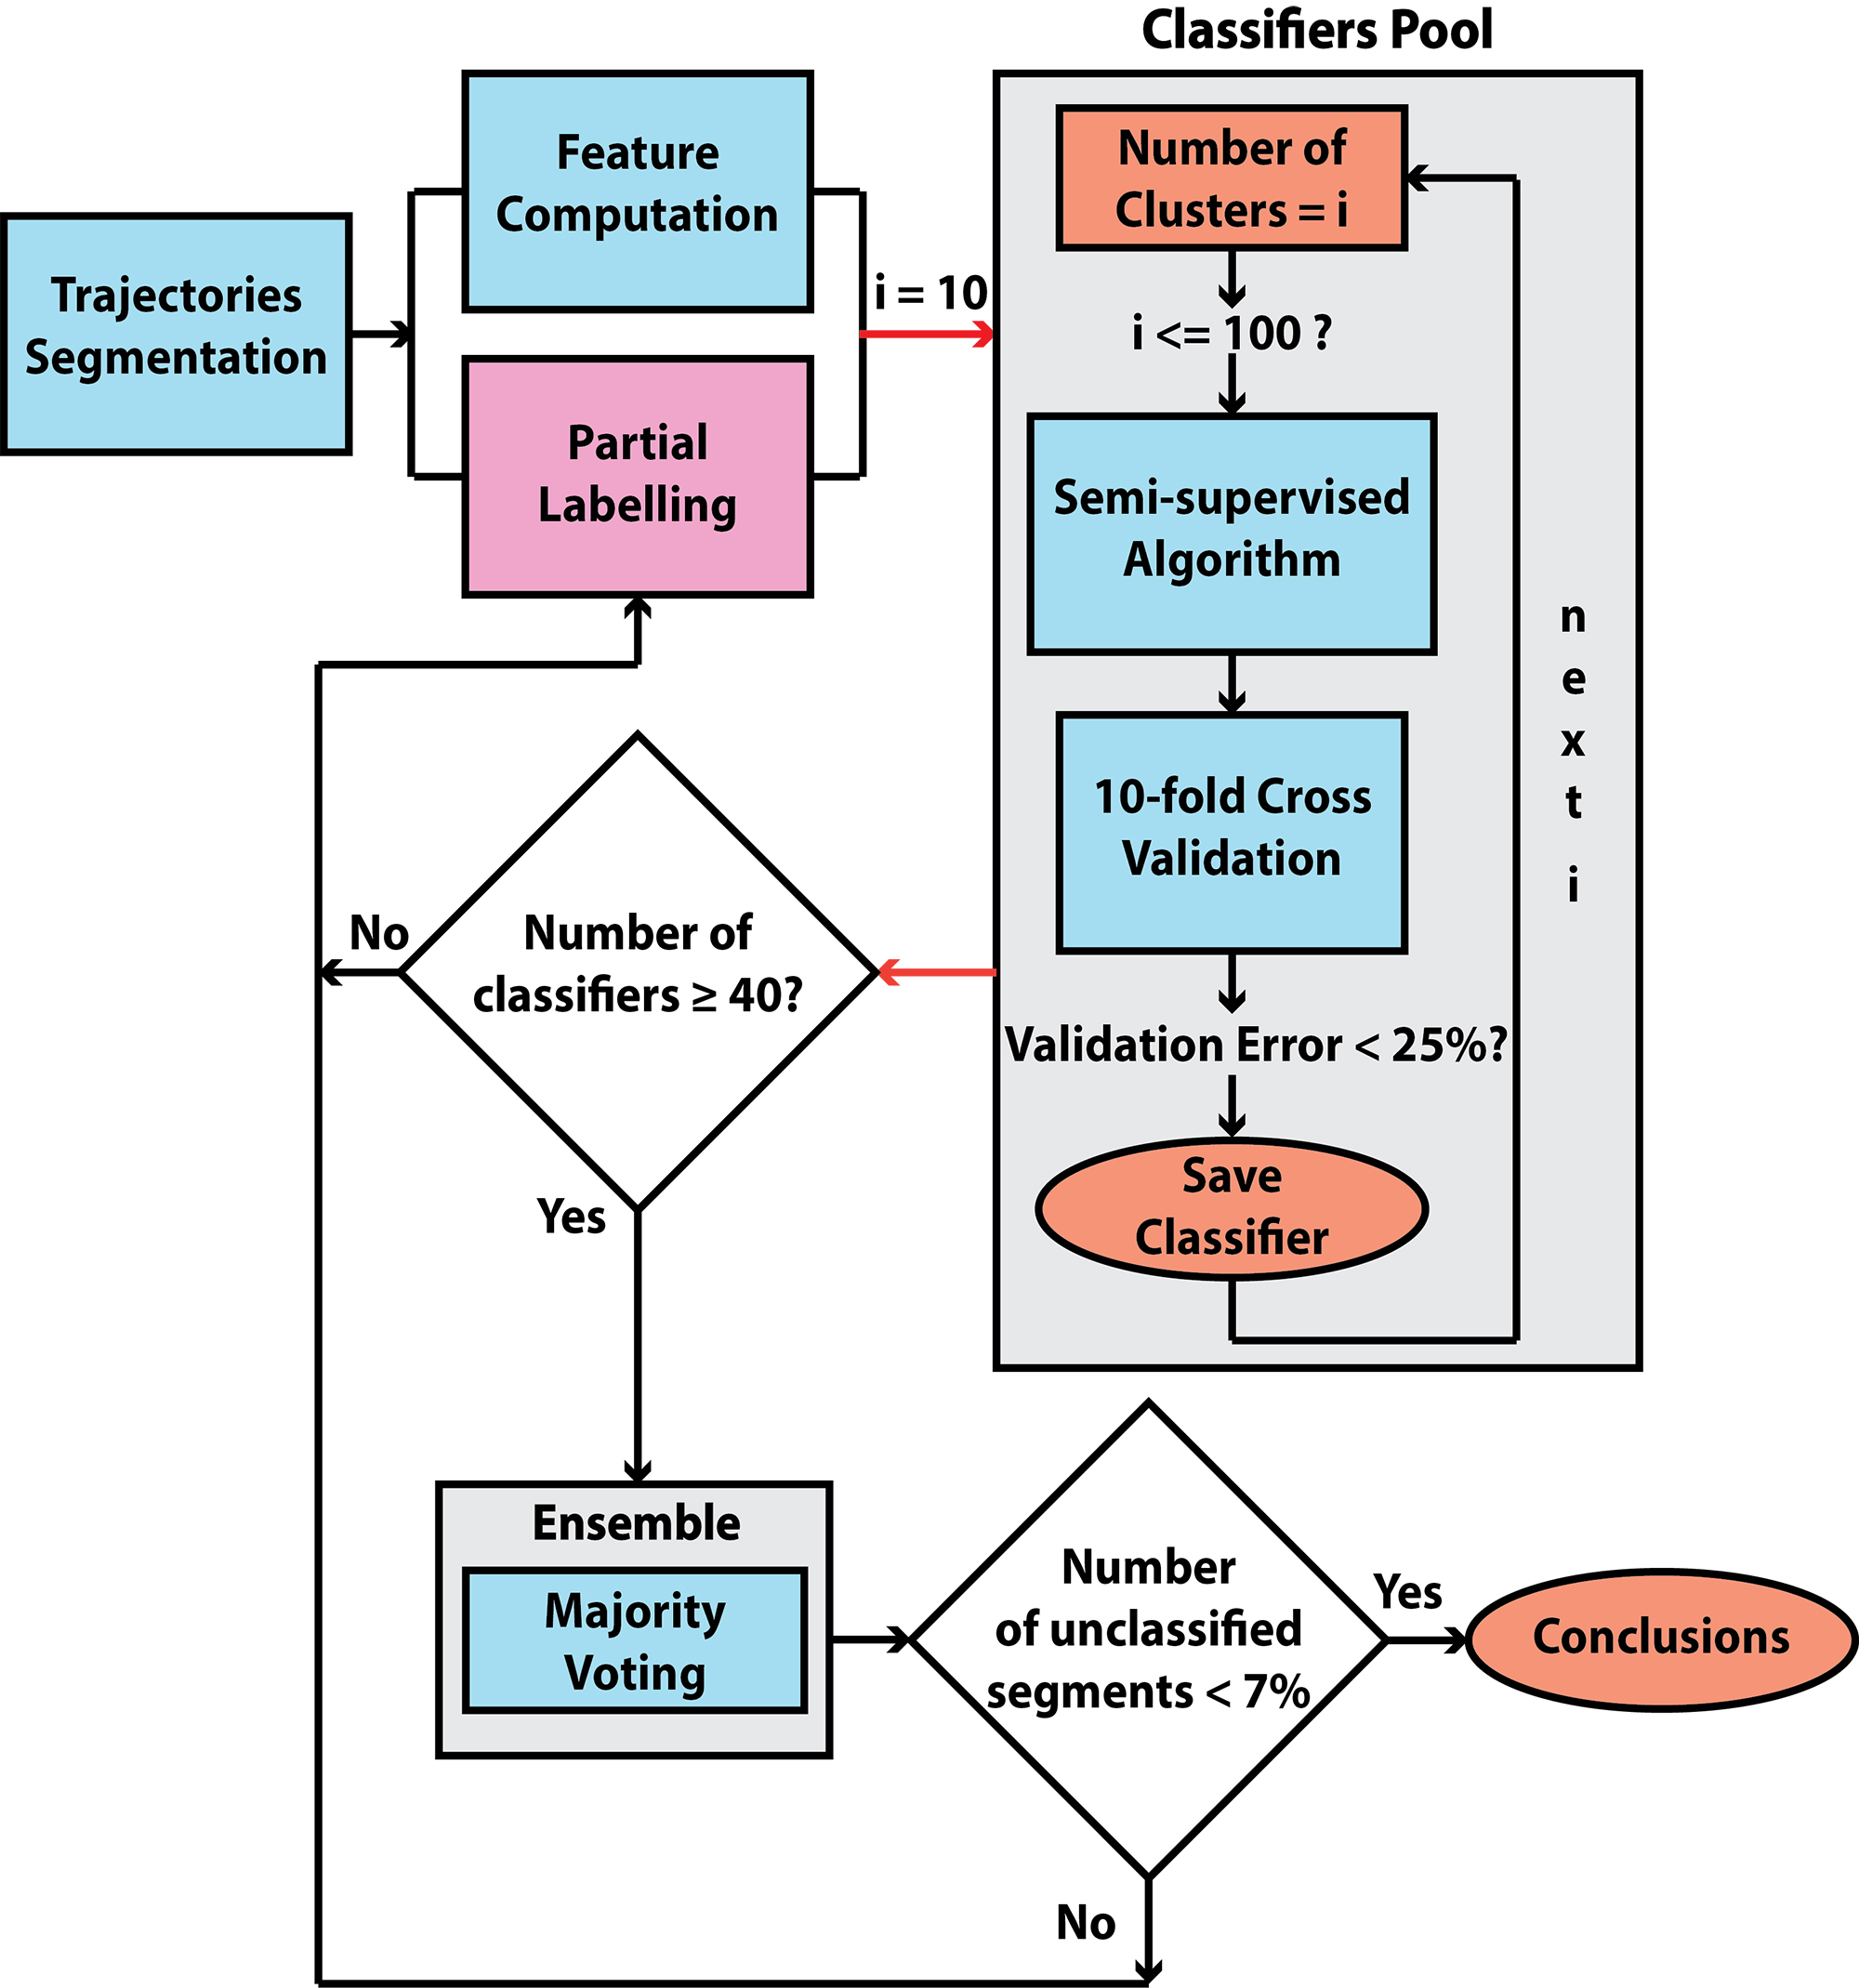 Classifiers Pool
Feature
Computation
Trajectories
Segmentation
Partial
Labelling
i = 10
Number of
Clusters = i
i <= 100 ?
Semi-supervised
Algorithm
10-fold Cross
Validation
Validation Error < 25%?
Save
Classifier
n
e
x
t
i
Number of
classifiers ≥ 40?
No
Yes
Ensemble
Majority
Voting
Number
of unclassified
segments < 7%
Yes
Conclusions
No